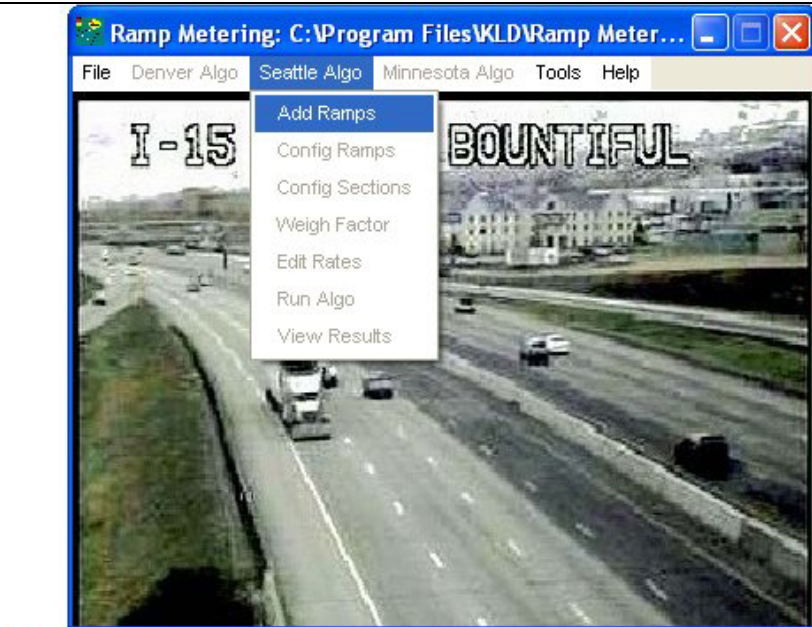 Ramp Metering: C:\Program Files\KLD\Ramp Meter...
File Denver Algo Seattle Algo Minnesota Algo Tools Help
Add Ramps
Config Ramps
Config Sections
Weigh Factor
Edit Rates
Run Algo
View Results
I-15 BOUNTIFUL